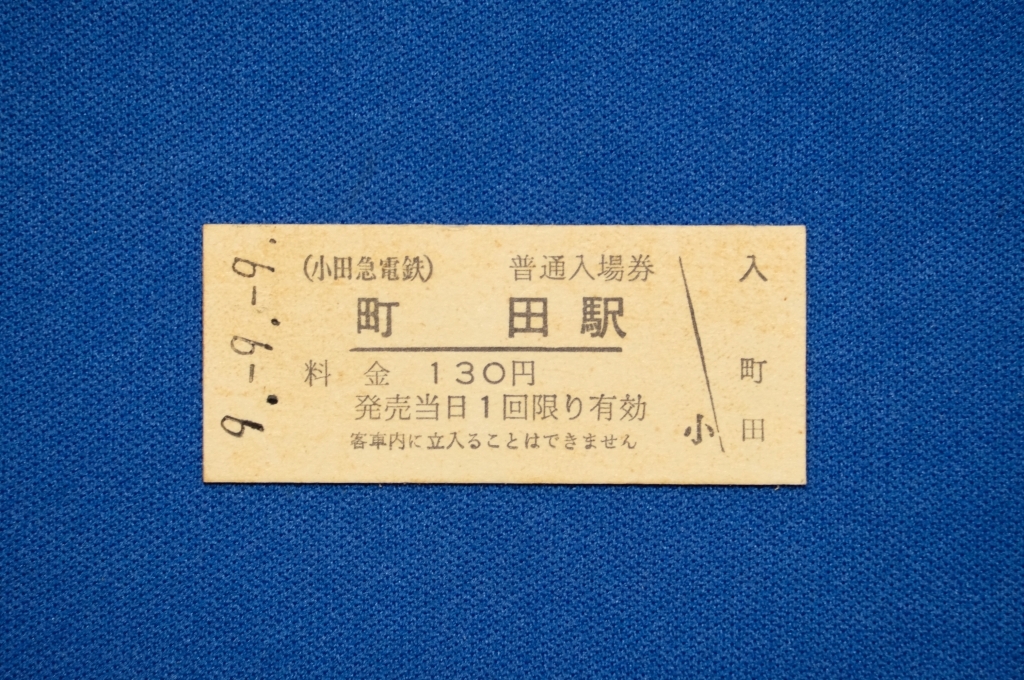 9.-9.-9.
(小田急電鉄) 普通入場券
町田駅
料金 130円
発売当日1回限り有効
客車内に立入ることはできません
小
入
町
田